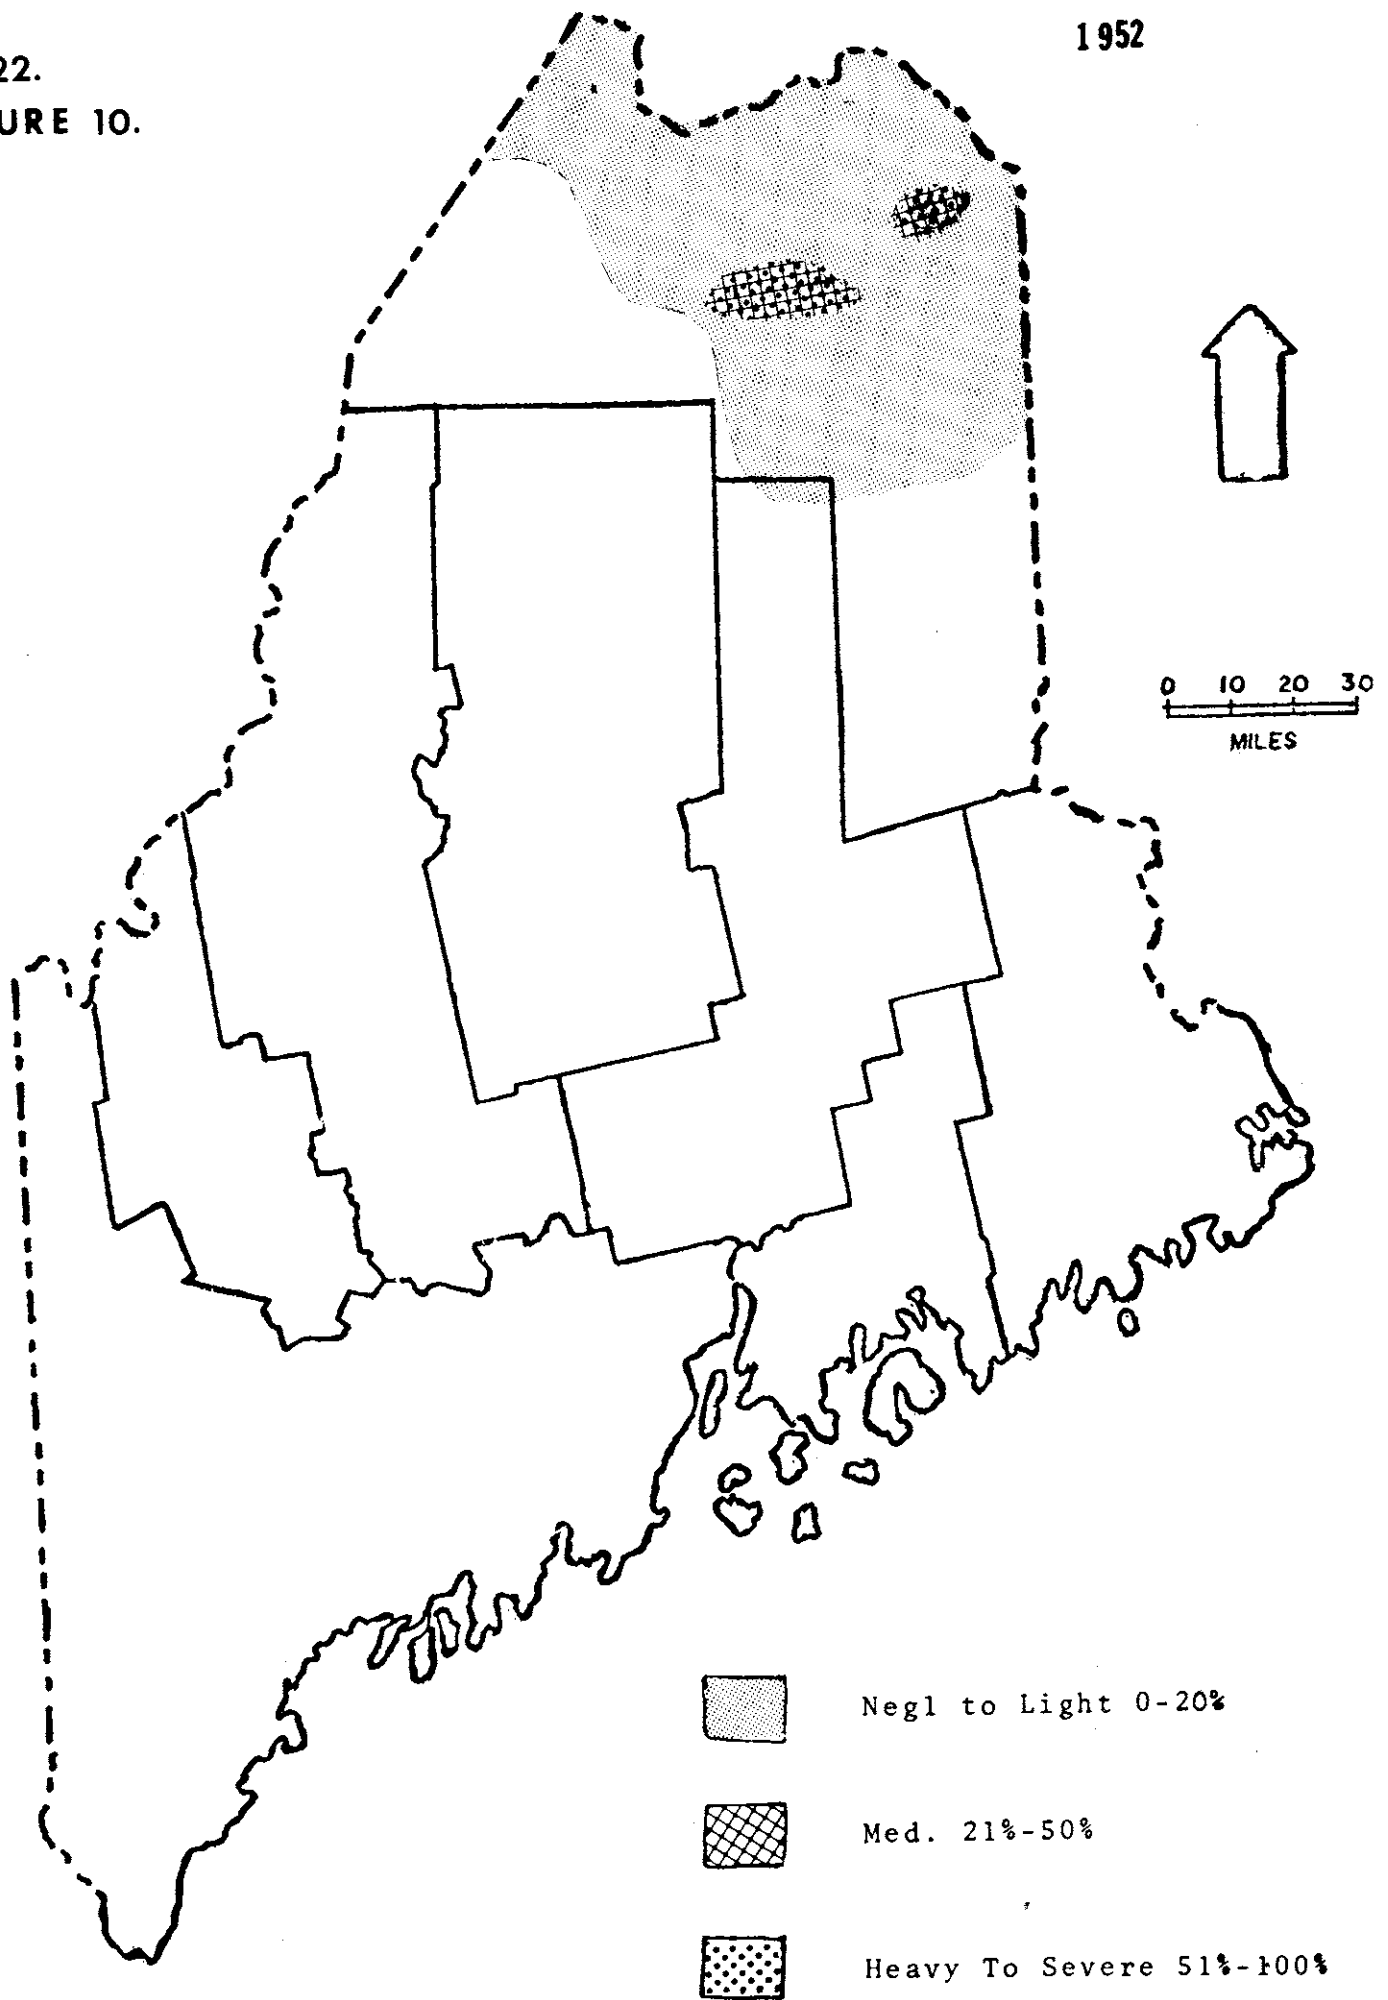 1952
22.
URE 10.
0 10 20 30
MILES
Negl to Light 0-20%
Med. 21%-50%
Heavy To Severe 51%-100%